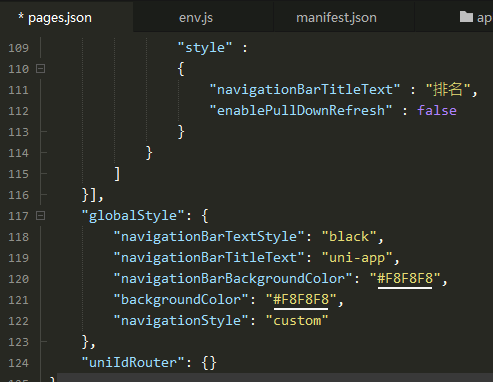 * pages.json env.js manifest.json ap
109 "style" :
110 {
111 "navigationBarTitleText" : "排名",
112 "enablePullDownRefresh" : false
113 }
114 }
115 ]
116 }],
117 "globalStyle": {
118 "navigationBarTextStyle": "black",
119 "navigationBarTitleText": "uni-app",
120 "navigationBarBackgroundColor": "#F8F8F8",
121 "backgroundColor": "#F8F8F8",
122 "navigationStyle": "custom"
123 },
124 "uniIdRouter": {}